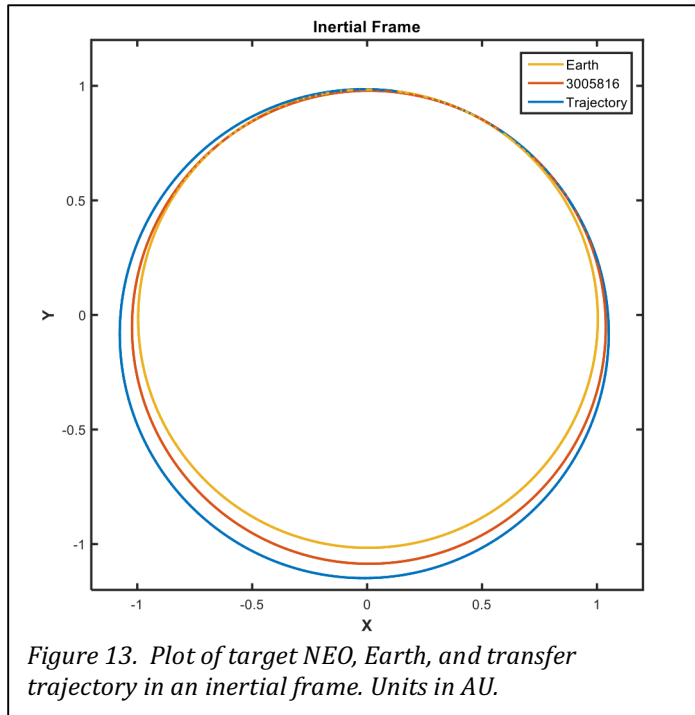 Inertial Frame
Earth
3005816
Trajectory
1
0.5
0
-0.5
-1
Y
-1
-0.5
0
0.5
1
X
Figure 13. Plot of target NEO, Earth, and transfer
trajectory in an inertial frame. Units in AU.